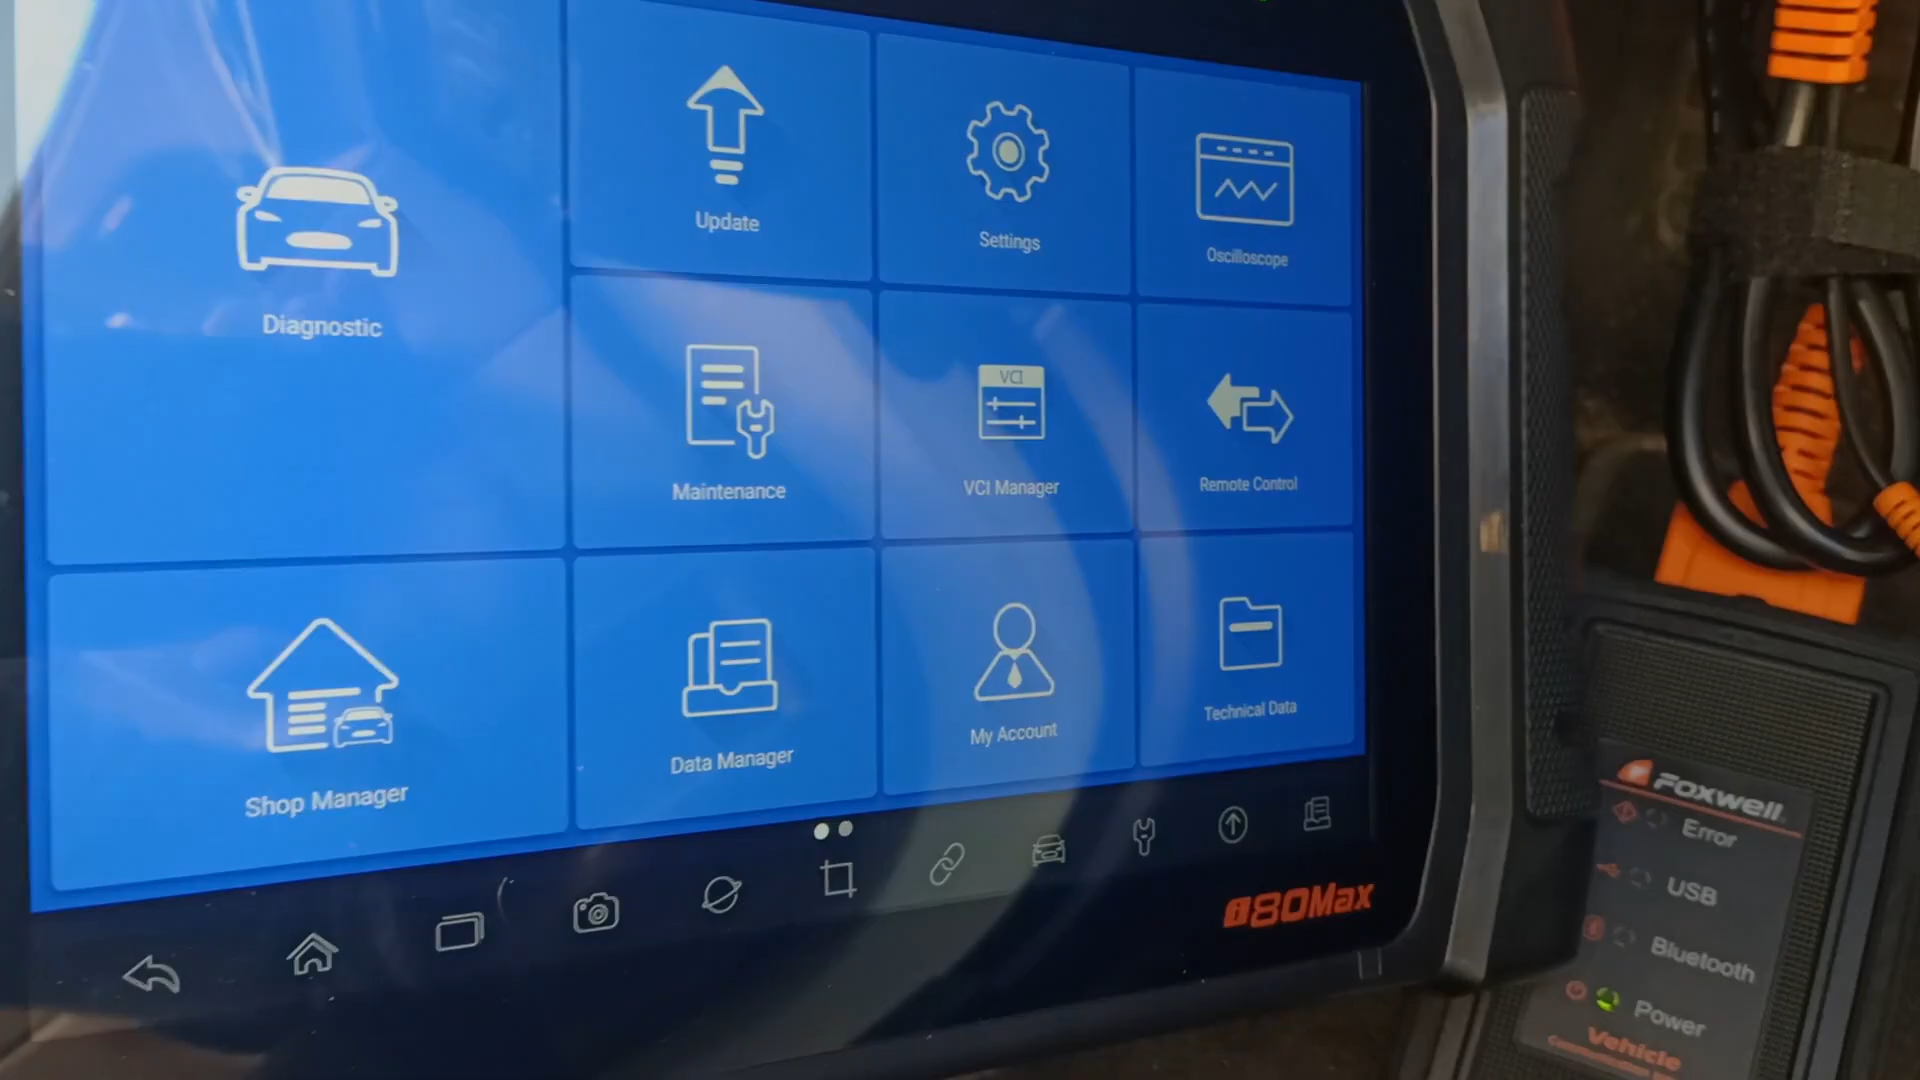 Diagnostic
Update
Settings
Oscilloscope
Maintenance
VCI
VCI Manager
Remote Control
Shop Manager
Data Manager
My Account
Technical Data
i80Max
FOXWELL
Error
USB
Bluetooth
Power
Vehicle